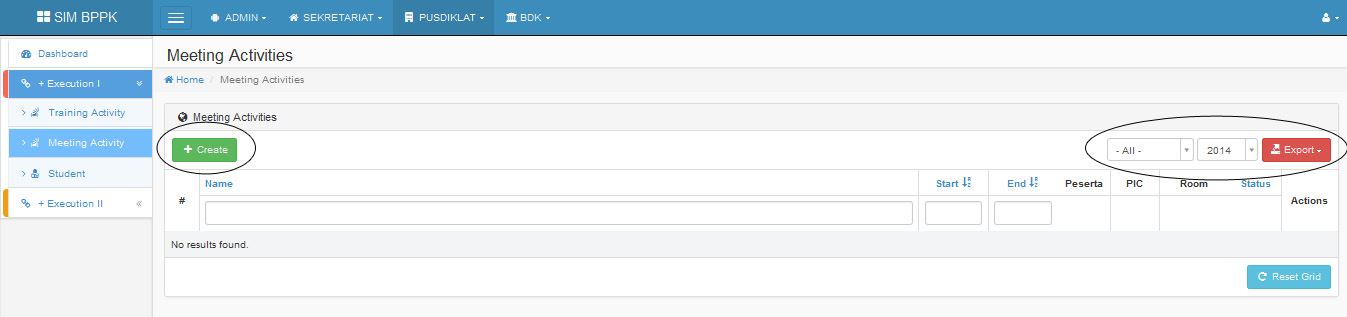 SIM BPPK ADMIN SEKRETARIAT PUSDIKLAT BDK
Dashboard
+ Execution I
Training Activity
Meeting Activity
Student
+ Execution II
Meeting Activities
Home / Meeting Activities
Meeting Activities
+ Create - All - 2014 Export
# Name Start End Peserta PIC Room Status Actions
No results found.
Reset Grid